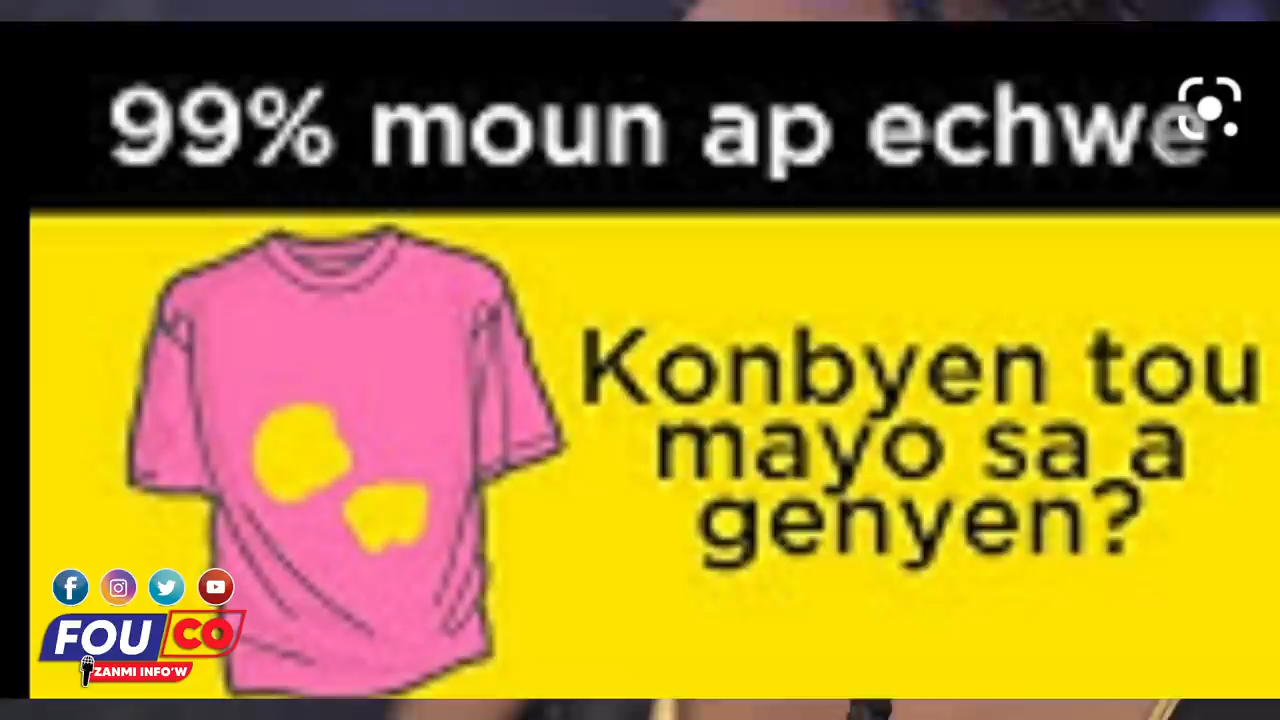 99% moun ap echwe
Konbyen tou
mayo sa a
genyen?
FOU CO
ZANMI INFO'W